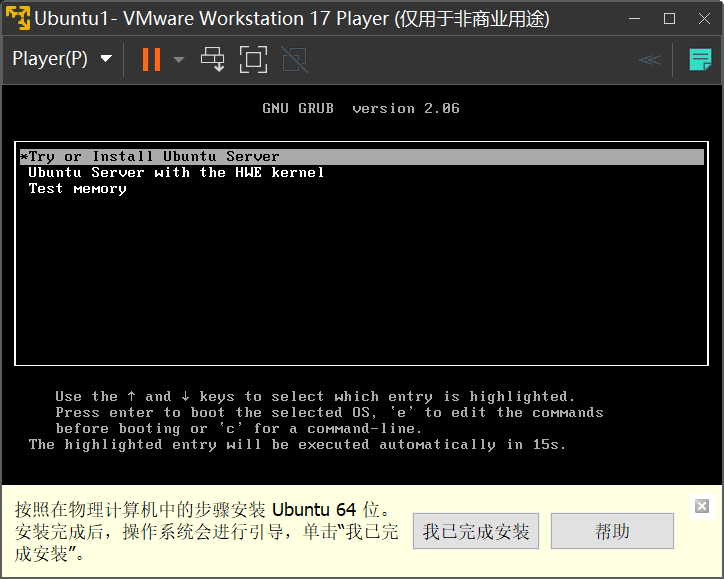 Ubuntu1- VMware Workstation 17 Player (仅用于非商业用途)
Player(P)
GNU GRUB version 2.06
*Try or Install Ubuntu Server
Ubuntu Server with the HWE kernel
Test memory
Use the ↑ and ↓ keys to select which entry is highlighted.
Press enter to boot the selected OS, `e' to edit the commands
before booting or `c' for a command-line.
The highlighted entry will be executed automatically in 15s.
按照在物理计算机中的步骤安装 Ubuntu 64 位。
安装完成后，操作系统会进行引导，单击“我已完
成安装”。
我已完成安装
帮助